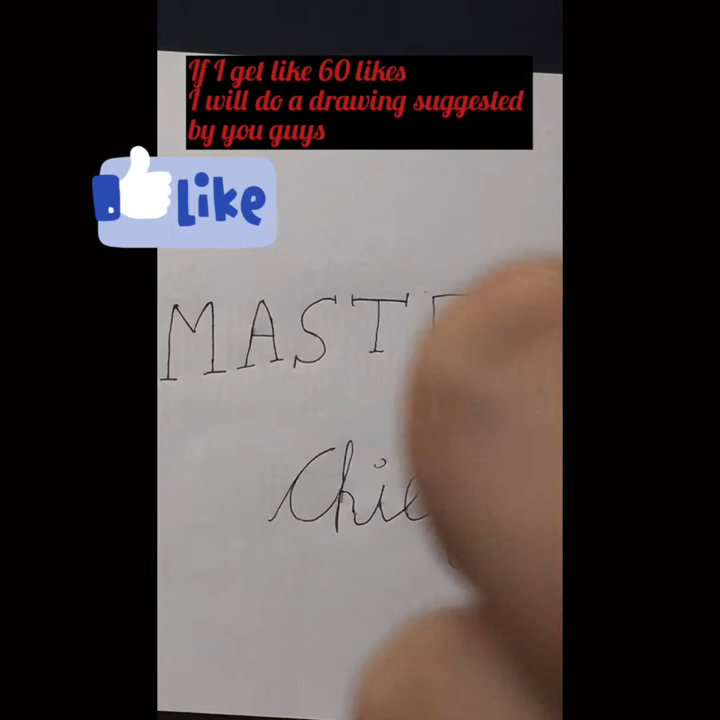 If I get like 60 likes
I will do a drawing suggested
by you guys
Like
MAST
Chi